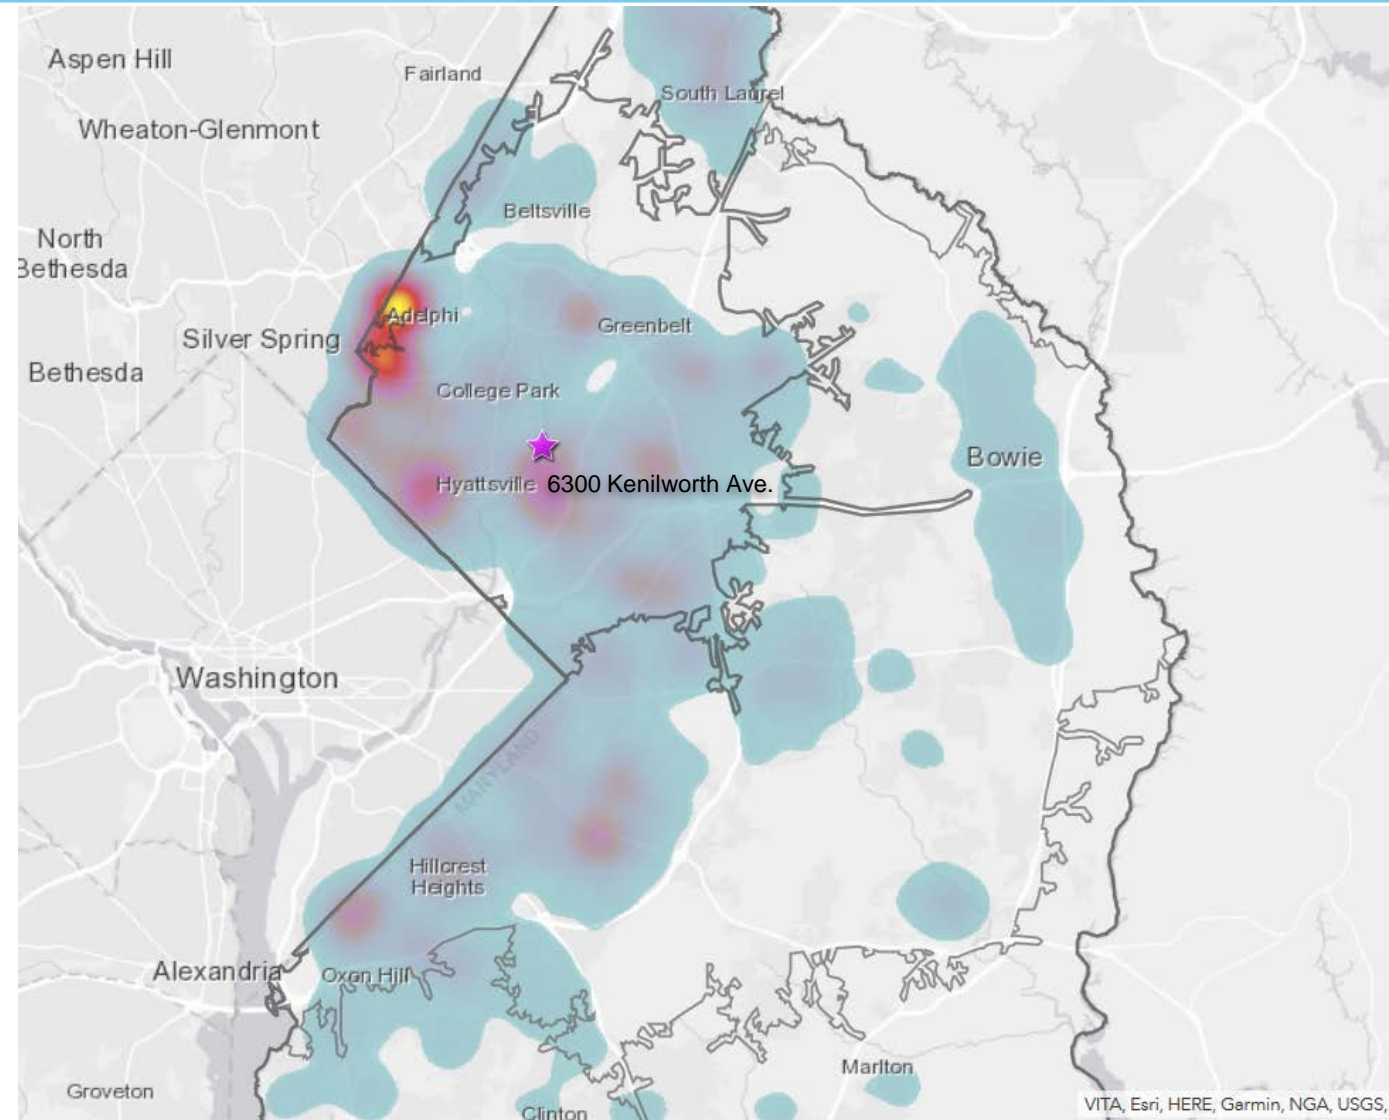 Aspen Hill
Fairland
South Laurel
Wheaton-Glenmont
Beltsville
North
Bethesda
Adelphi
Greenbelt
Silver Spring
Bethesda
College Park
Bowie
Hyattsville
6300 Kenilworth Ave.
Washington
MARYLAND
Hillcrest
Heights
Alexandria
Oxon Hill
Marlton
Groveton
Clinton
VITA, Esri, HERE, Garmin, NGA, USGS